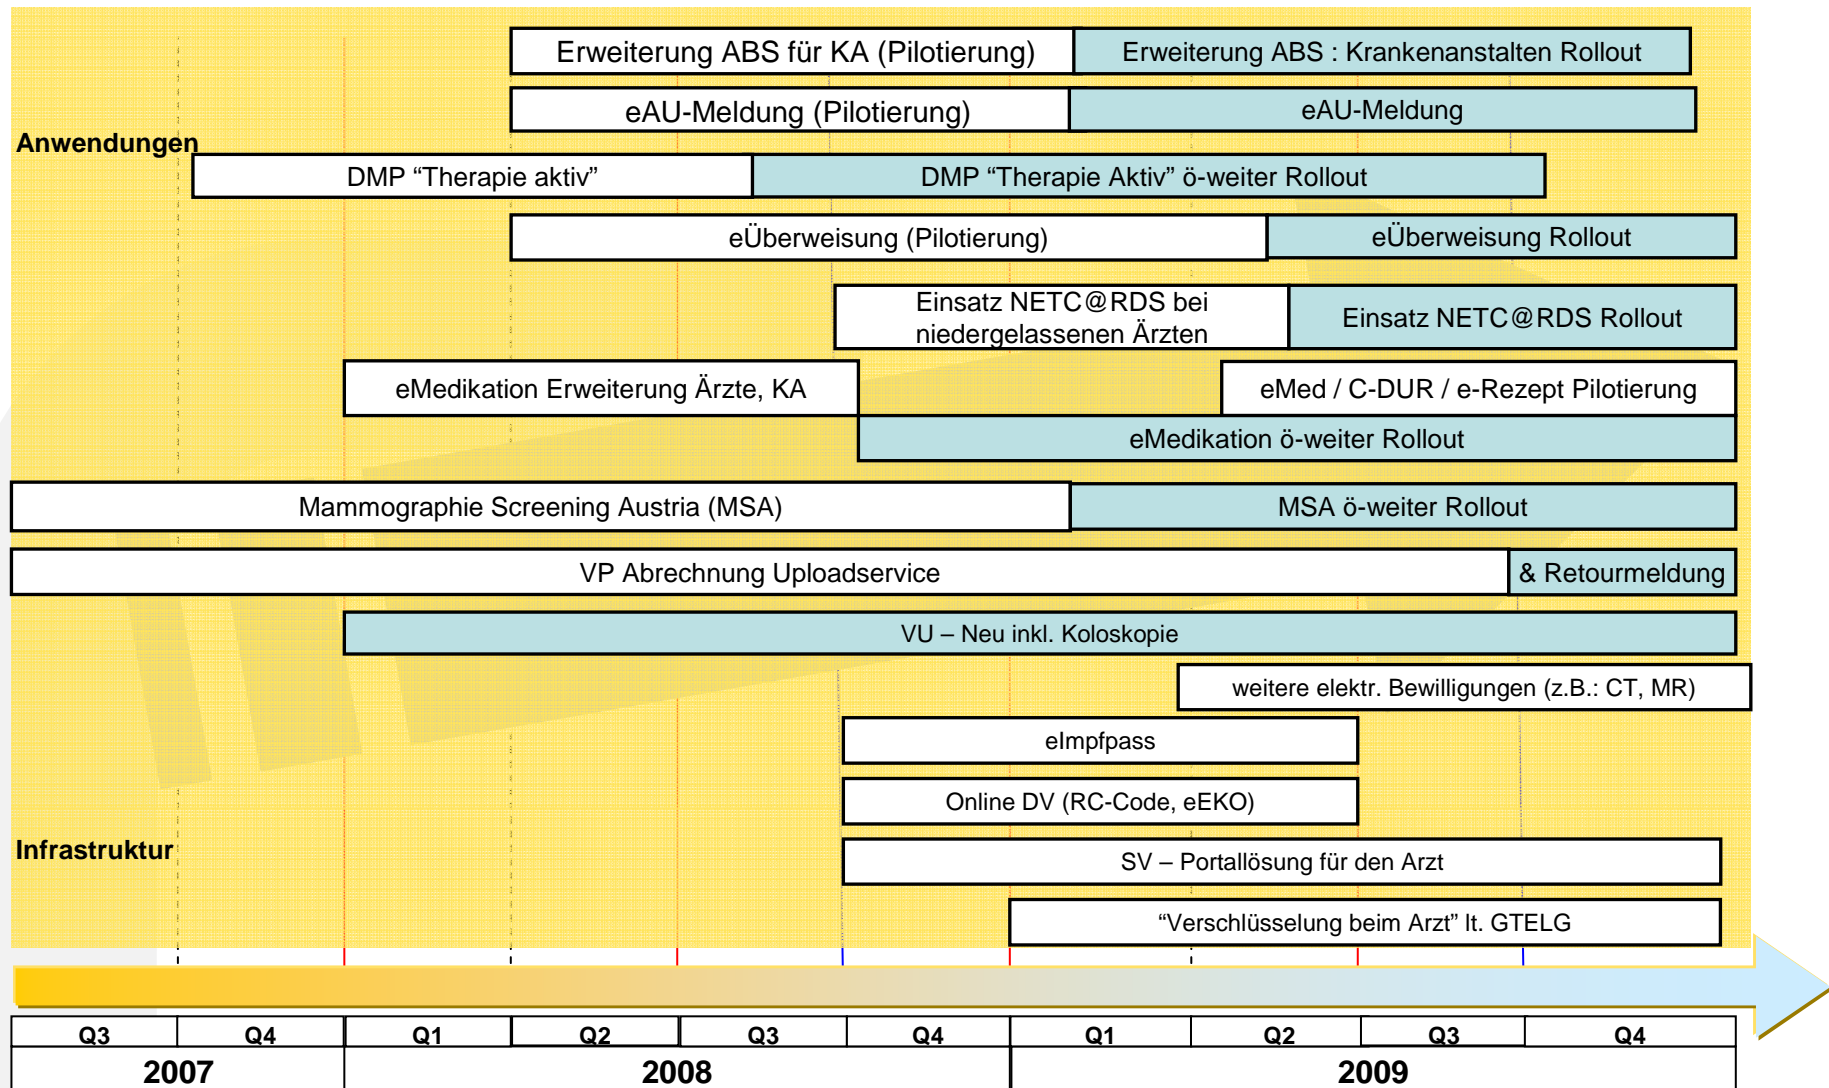 Erweiterung ABS für KA (Pilotierung)
Erweiterung ABS : Krankenanstalten Rollout
eAU-Meldung (Pilotierung)
eAU-Meldung
Anwendungen
DMP “Therapie aktiv”
DMP “Therapie Aktiv” ö-weiter Rollout
eÜberweisung (Pilotierung)
eÜberweisung Rollout
Einsatz NETC@RDS bei
niedergelassenen Ärzten
Einsatz NETC@RDS Rollout
eMedikation Erweiterung Ärzte, KA
eMed / C-DUR / e-Rezept Pilotierung
eMedikation ö-weiter Rollout
Mammographie Screening Austria (MSA)
MSA ö-weiter Rollout
VP Abrechnung Uploadservice
& Retourmeldung
VU – Neu inkl. Koloskopie
weitere elektr. Bewilligungen (z.B.: CT, MR)
eImpfpass
Online DV (RC-Code, eEKO)
Infrastruktur
SV – Portallösung für den Arzt
“Verschlüsselung beim Arzt” lt. GTELG
Q3 Q4 Q1 Q2 Q3 Q4 Q1 Q2 Q3 Q4
2007 2008 2009